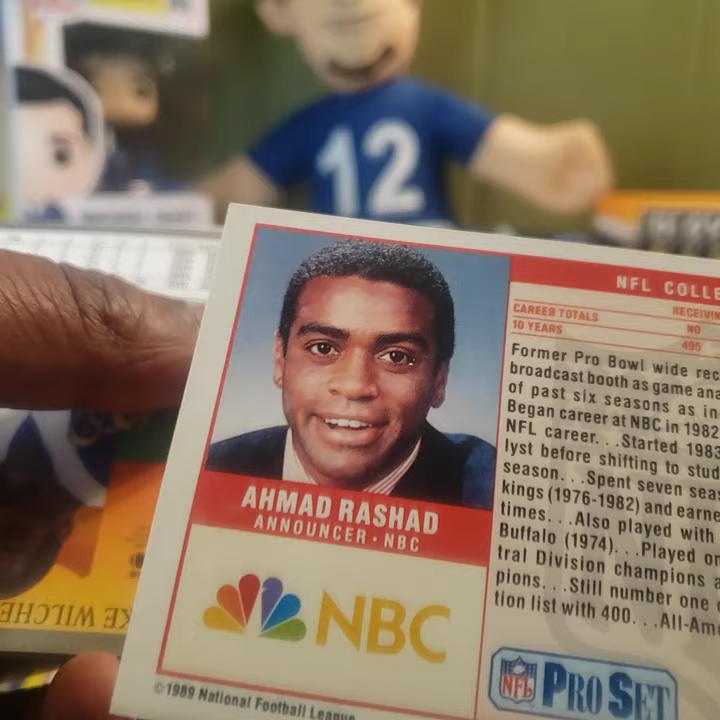 12
NFL COLLE
CAREER TOTALS RECEIVIN
10 YEARS NO
495
Former Pro Bowl wide rec
broadcast booth as game ana
of past six seasons as in
Began career at NBC in 1982
NFL career. . .Started 1983
lyst before shifting to stud
season. . .Spent seven seas
kings (1976-1982) and earne
times. . .Also played with
Buffalo (1974). . .Played on
tral Division champions a
pions. . .Still number one
tion list with 400. . .All-Ame
AHMAD RASHAD
ANNOUNCER • NBC
NBC
NFL PRO SET
©1989 National Football League